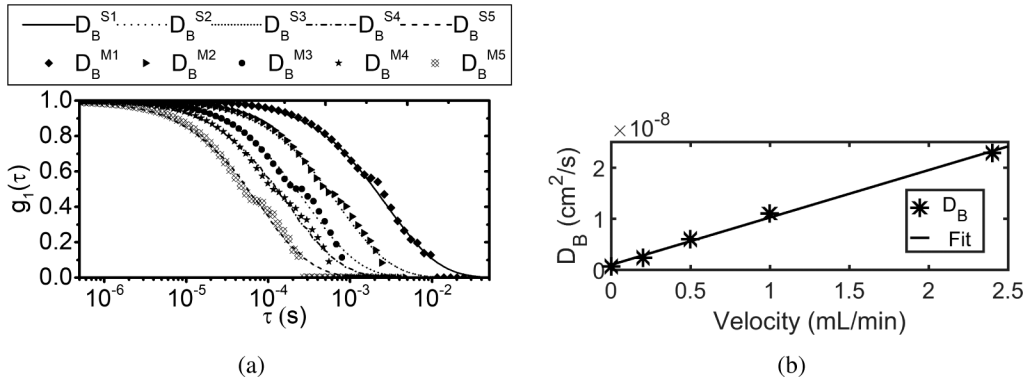 D_B^S1 D_B^S2 D_B^S3 D_B^S4 D_B^S5
D_B^M1 D_B^M2 D_B^M3 D_B^M4 D_B^M5
g_1(τ)
1.0
0.8
0.6
0.4
0.2
0.0
10^-6 10^-5 10^-4 10^-3 10^-2
τ (s)
(a)
×10^-8
D_B (cm^2/s)
2
1
0
D_B
Fit
0 0.5 1 1.5 2 2.5
Velocity (mL/min)
(b)